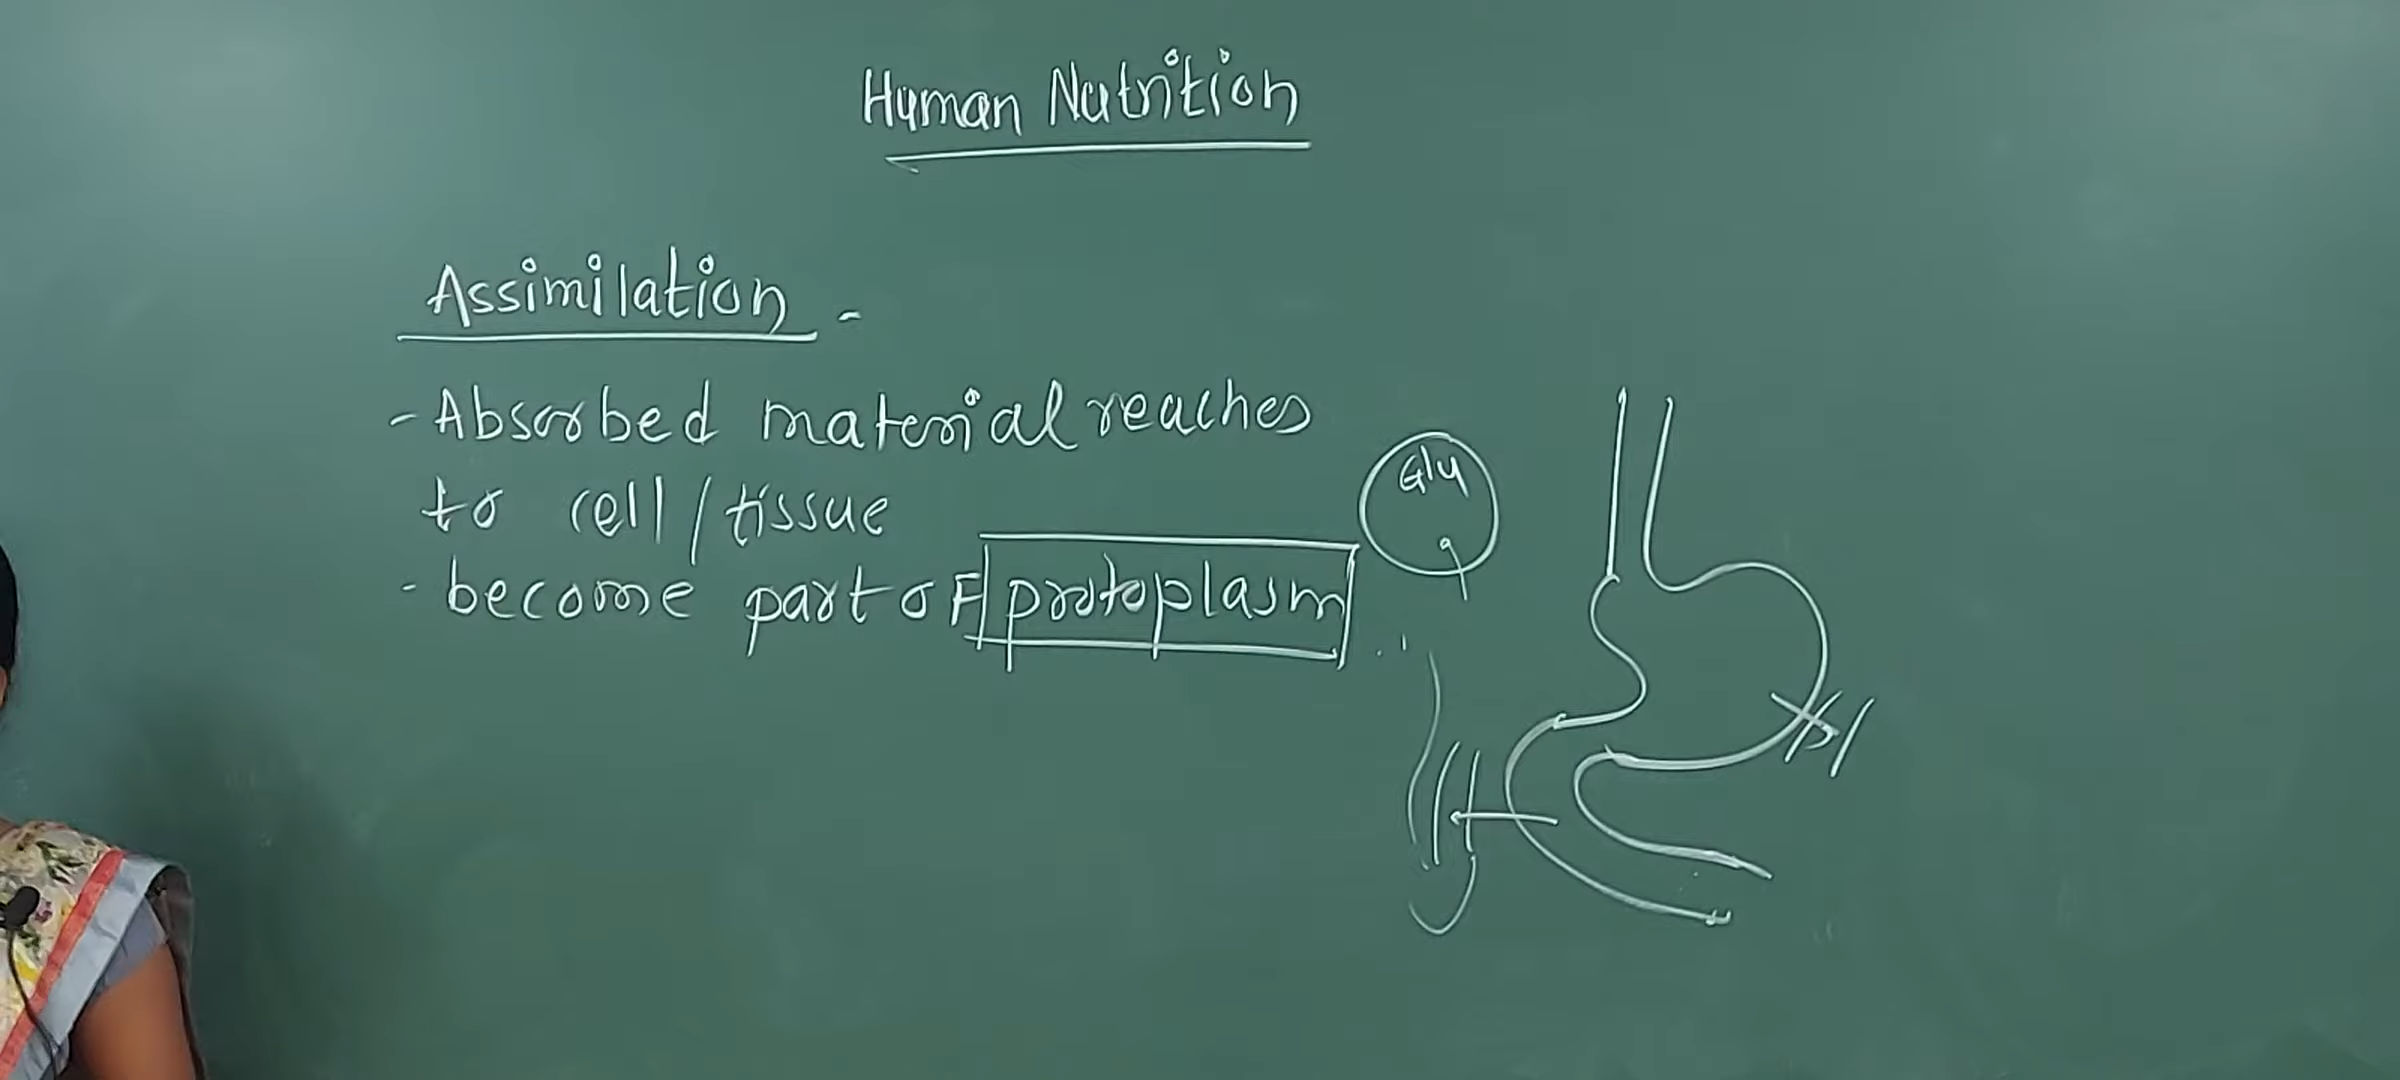 Human Nutrition
Assimilation -
- Absorbed material reaches
to cell/tissue
- become part of protoplasm
Gly